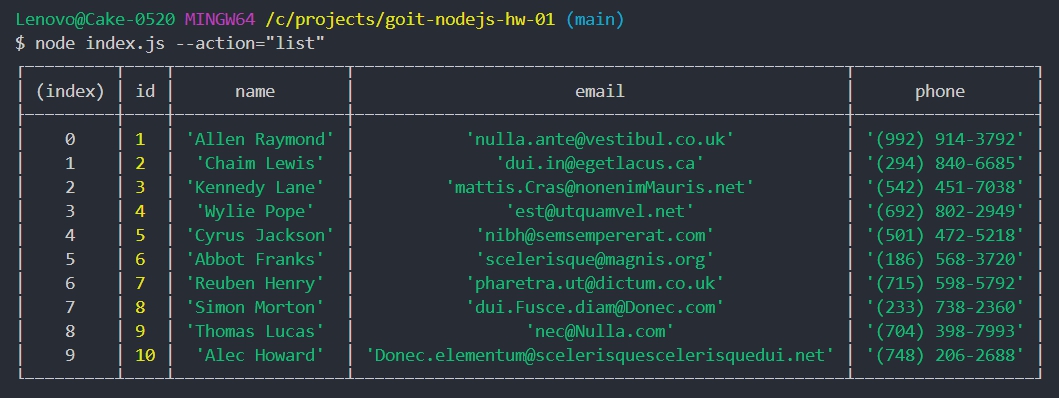 Lenovo@Cake-0520 MINGW64 /c/projects/goit-nodejs-hw-01 (main)
$ node index.js --action="list"
(index) id name email phone
0 1 'Allen Raymond' 'nulla.ante@vestibul.co.uk' '(992) 914-3792'
1 2 'Chaim Lewis' 'dui.in@egetlacus.ca' '(294) 840-6685'
2 3 'Kennedy Lane' 'mattis.Cras@nonenimMauris.net' '(542) 451-7038'
3 4 'Wylie Pope' 'est@utquamvel.net' '(692) 802-2949'
4 5 'Cyrus Jackson' 'nibh@semsempererat.com' '(501) 472-5218'
5 6 'Abbot Franks' 'scelerisque@magnis.org' '(186) 568-3720'
6 7 'Reuben Henry' 'pharetra.ut@dictum.co.uk' '(715) 598-5792'
7 8 'Simon Morton' 'dui.Fusce.diam@Donec.com' '(233) 738-2360'
8 9 'Thomas Lucas' 'nec@Nulla.com' '(704) 398-7993'
9 10 'Alec Howard' 'Donec.elementum@scelerisquescelerisquedui.net' '(748) 206-2688'